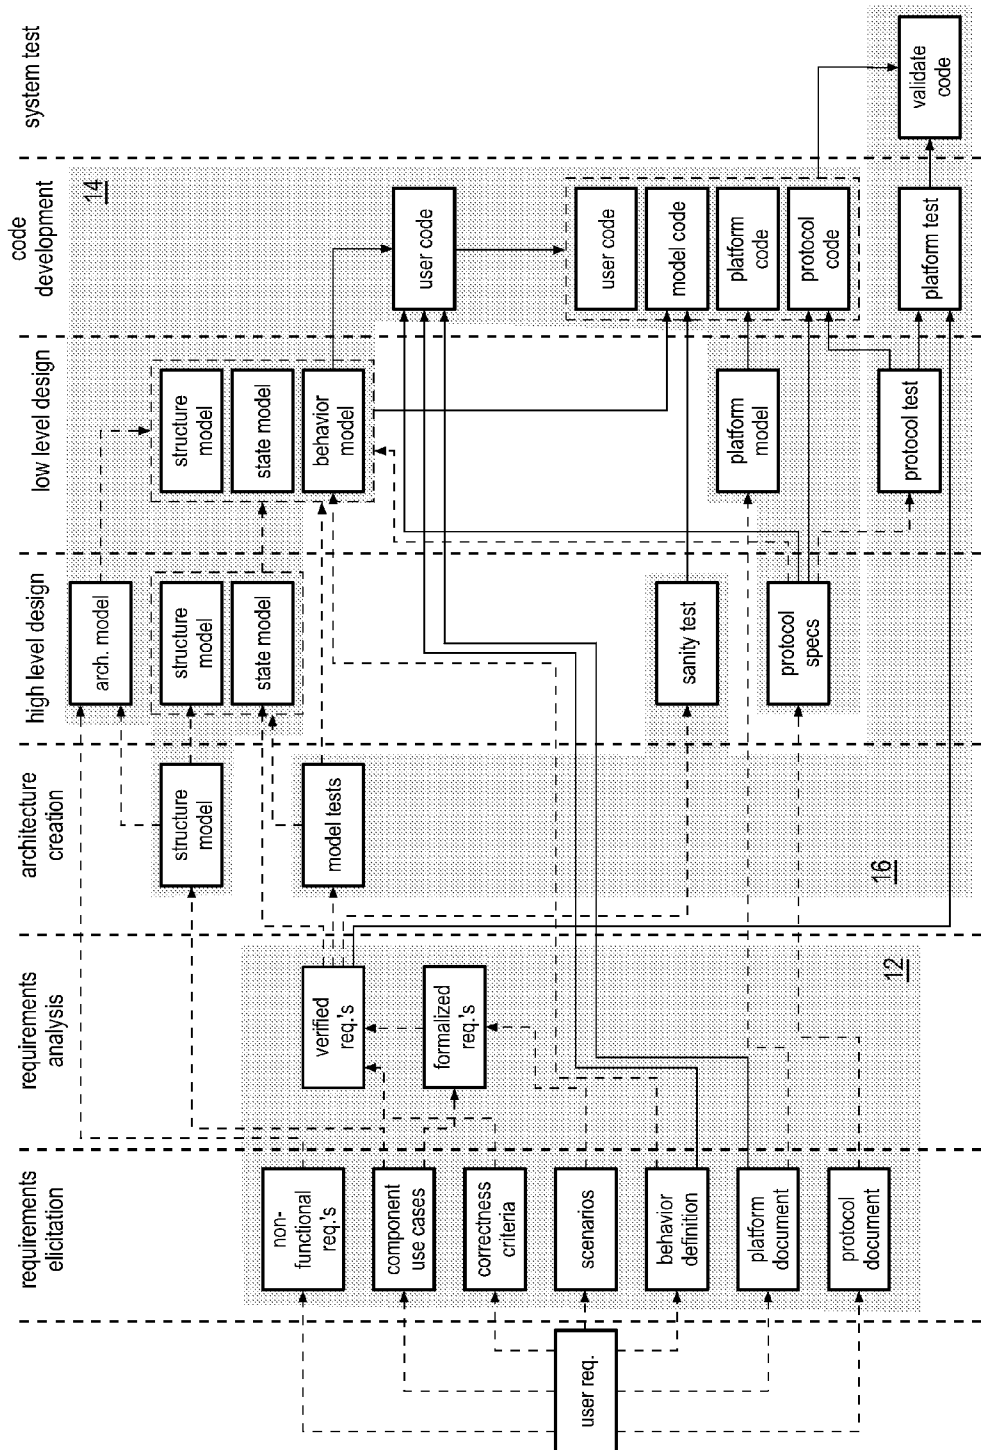 requirements
elicitation
requirements
analysis
architecture
creation
high level design
low level design
code
development
system test
user req.
non-
functional
req.'s
component
use cases
correctness
criteria
scenarios
behavior
definition
platform
document
protocol
document
verified
req.'s
formalized
req.'s
12
structure
model
model tests
16
arch. model
structure
model
state model
sanity test
protocol
specs
structure
model
state model
behavior
model
platform
model
protocol test
14
user code
user code
model code
platform
code
protocol
code
platform test
validate
code